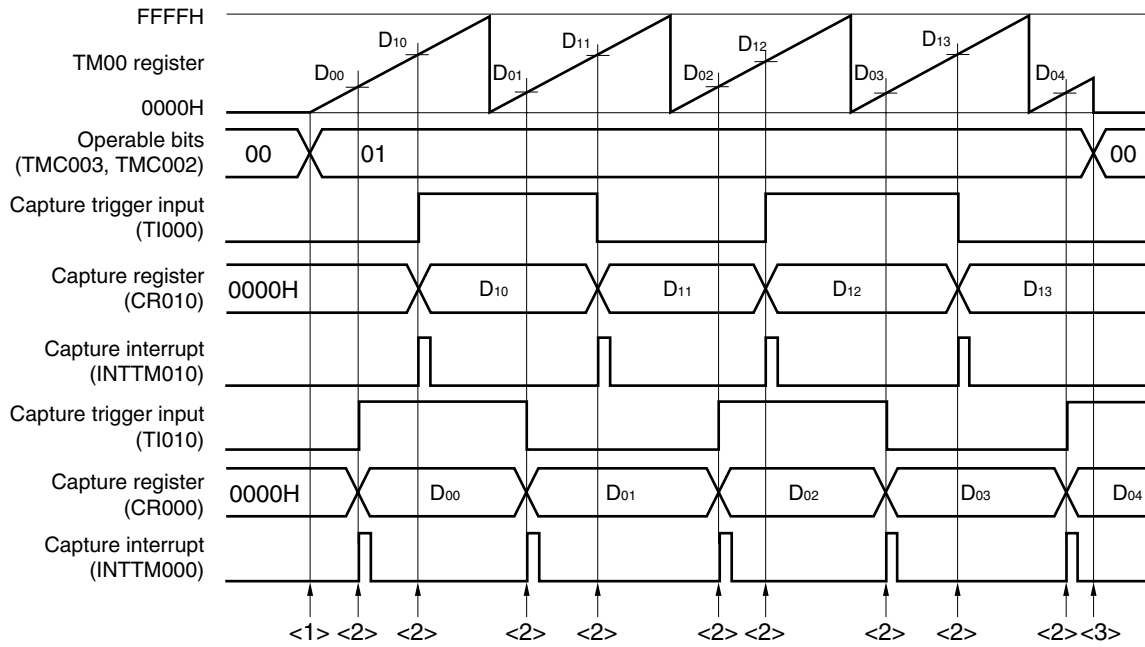 FFFFH
TM00 register
0000H
D10
D11
D12
D13
D00
D01
D02
D03
D04
Operable bits
(TMC003, TMC002)
00
01
00
Capture trigger input
(TI000)
Capture register
(CR010)
0000H
D10
D11
D12
D13
Capture interrupt
(INTTM010)
Capture trigger input
(TI010)
Capture register
(CR000)
0000H
D00
D01
D02
D03
D04
Capture interrupt
(INTTM000)
<1> <2> <2> <2> <2> <2> <2> <2> <2> <2> <3>